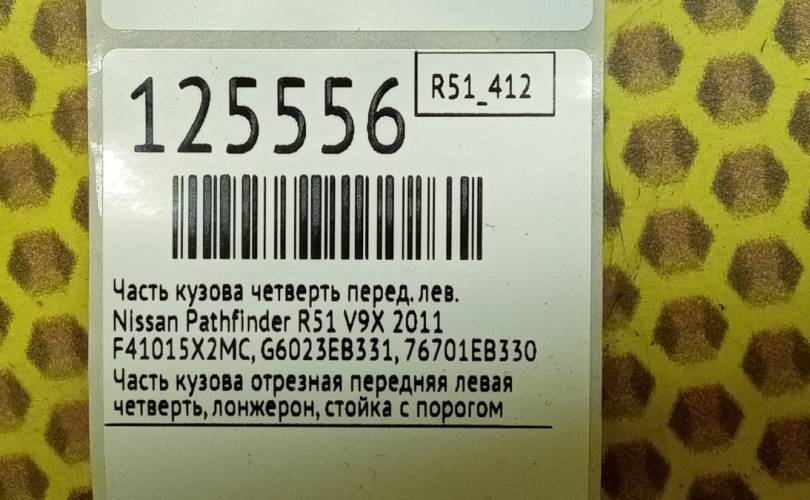 125556
R51_412
Часть кузова четверть перед. лев.
Nissan Pathfinder R51 V9X 2011
F41015X2MC, G6023EB331, 76701EB330
Часть кузова отрезная передняя левая
четверть, лонжерон, стойка с порогом